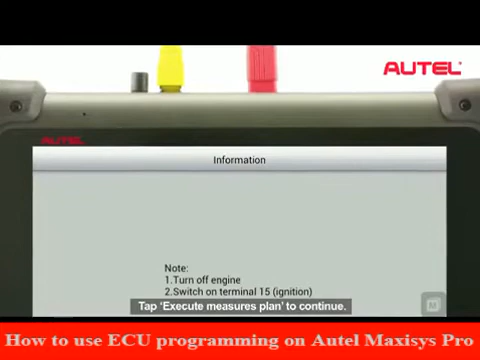 AUTEL
AUTEL
Information
Note:
1.Turn off engine
2.Switch on terminal 15 (ignition)
Tap 'Execute measures plan' to continue.
How to use ECU programming on Autel Maxisys Pro